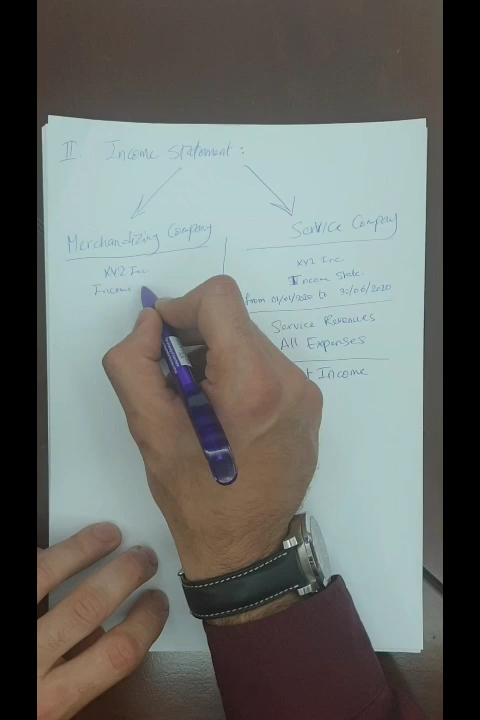 II. Income Statement :
Merchandizing Company
XYZ Inc.
Income
Service Company
XYZ Inc.
Income State.
from 01/01/2020 to 30/06/2020
Service Revenues
All Expenses
Income